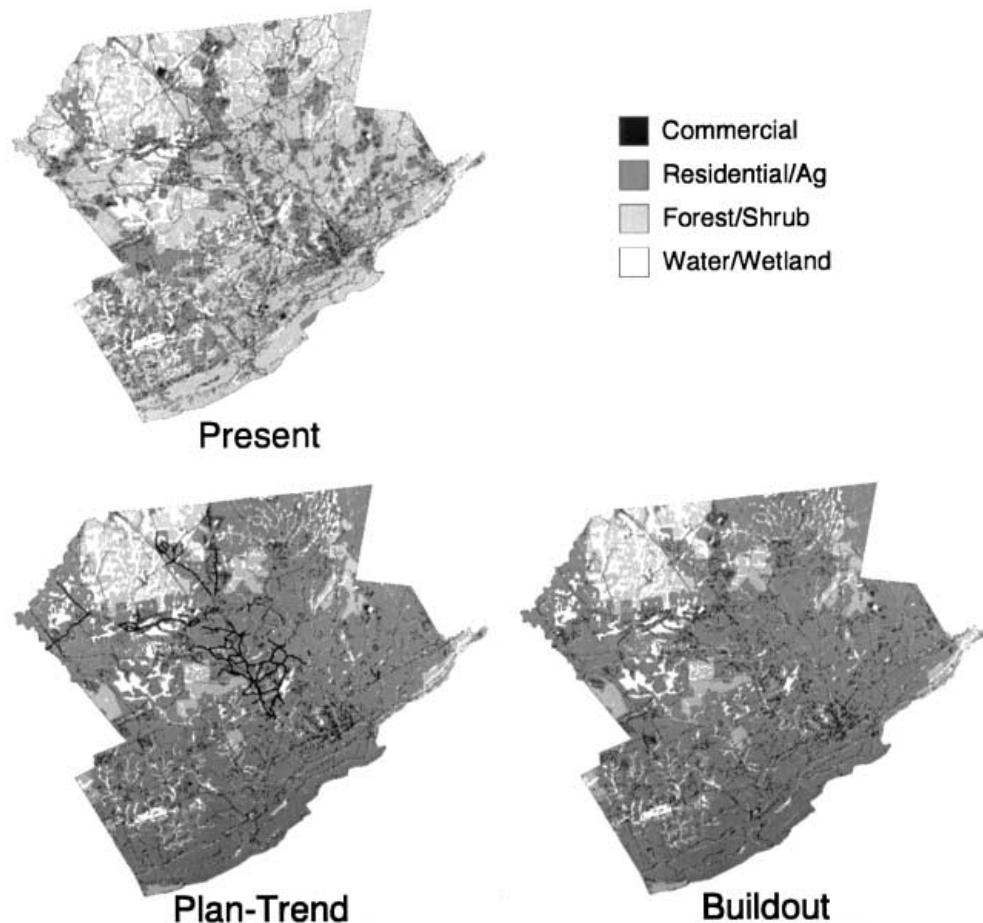 Commercial
Residential/Ag
Forest/Shrub
Water/Wetland
Present
Plan-Trend
Buildout